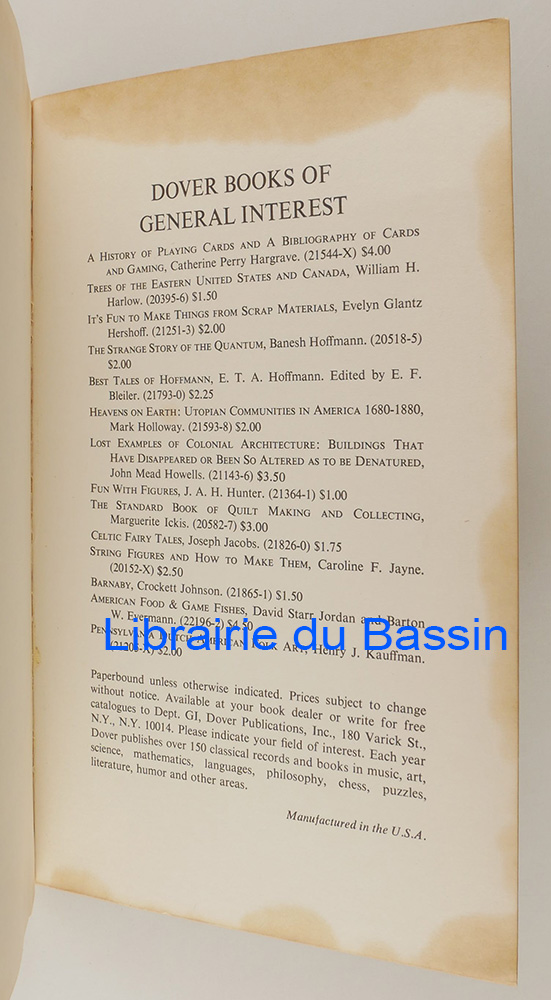 DOVER BOOKS OF
GENERAL INTEREST
A HISTORY OF PLAYING CARDS AND A BIBLIOGRAPHY OF CARDS
AND GAMING, Catherine Perry Hargrave. (21544-X) $4.00
TREES OF THE EASTERN UNITED STATES AND CANADA, William H.
Harlow. (20395-6) $1.50
IT'S FUN TO MAKE THINGS FROM SCRAP MATERIALS, Evelyn Glantz
Hershoff. (21251-3) $2.00
THE STRANGE STORY OF THE QUANTUM, Banesh Hoffmann. (20518-5)
$2.00
BEST TALES OF HOFFMANN, E. T. A. Hoffmann. Edited by E. F.
Bleiler. (21793-0) $2.25
HEAVENS ON EARTH: UTOPIAN COMMUNITIES IN AMERICA 1680-1880,
Mark Holloway. (21593-8) $2.00
LOST EXAMPLES OF COLONIAL ARCHITECTURE: BUILDINGS THAT
HAVE DISAPPEARED OR BEEN SO ALTERED AS TO BE DENATURED,
John Mead Howells. (21143-6) $3.50
FUN WITH FIGURES, J. A. H. Hunter. (21364-1) $1.00
THE STANDARD BOOK OF QUILT MAKING AND COLLECTING,
Marguerite Ickis. (20582-7) $3.00
CELTIC FAIRY TALES, Joseph Jacobs. (21826-0) $1.75
STRING FIGURES AND HOW TO MAKE THEM, Caroline F. Jayne.
(20152-X) $2.50
BARNABY, Crockett Johnson. (21865-1) $1.50
AMERICAN FOOD & GAME FISHES, David Starr Jordan and Barton
W. Evermann. (22196-2) $4.50
PENNSYLVANIA DUTCH AMERICAN FOLK ART, Henry J. Kauffman.
(21205-X) $2.00
Librairie du Bassin
Paperbound unless otherwise indicated. Prices subject to change
without notice. Available at your book dealer or write for free
catalogues to Dept. GI, Dover Publications, Inc., 180 Varick St.,
N.Y., N.Y. 10014. Please indicate your field of interest. Each year
Dover publishes over 150 classical records and books in music, art,
science, mathematics, languages, philosophy, chess, puzzles,
literature, humor and other areas.
Manufactured in the U.S.A.